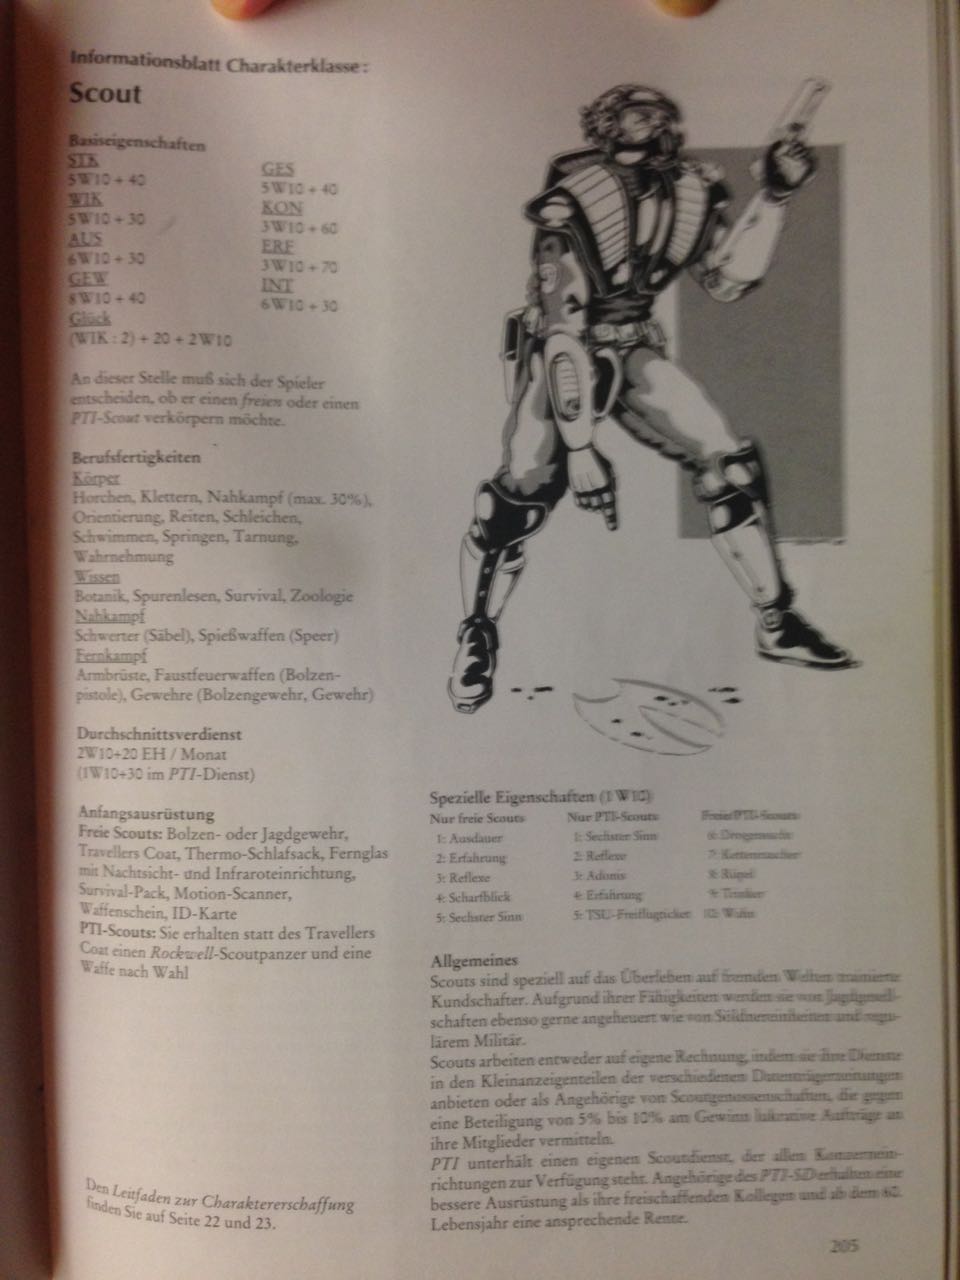 Informationsblatt Charakterklasse:
Scout
Basiseigenschaften
STK
5W10 + 40
WIK
5W10 + 30
AUS
6W10 + 30
GEW
8W10 + 40
Glück
(WIK : 2) + 20 + 2W10
GES
5W10 + 40
KON
3W10 + 60
ERF
3W10 + 70
INT
6W10 + 30
An dieser Stelle muß sich der Spieler
entscheiden, ob er einen freien oder einen
PTI-Scout verkörpern möchte.
Berufsfertigkeiten
Körper
Horchen, Klettern, Nahkampf (max. 30%),
Orientierung, Reiten, Schleichen,
Schwimmen, Springen, Tarnung,
Wahrnehmung
Wissen
Botanik, Spurenlesen, Survival, Zoologie
Nahkampf
Schwerter (Säbel), Spießwaffen (Speer)
Fernkampf
Armbrüste, Faustfeuerwaffen (Bolzen-
pistole), Gewehre (Bolzengewehr, Gewehr)
Durchschnittsverdienst
2W10+20 EH / Monat
(1W10+30 im PTI-Dienst)
Anfangsausrüstung
Freie Scouts: Bolzen- oder Jagdgewehr,
Travellers Coat, Thermo-Schlafsack, Fernglas
mit Nachtsicht- und Infraroteinrichtung,
Survival-Pack, Motion-Scanner,
Waffenschein, ID-Karte
PTI-Scouts: Sie erhalten statt des Travellers
Coat einen Rockwell-Scoutpanzer und eine
Waffe nach Wahl
Den Leitfaden zur Charaktererschaffung
finden Sie auf Seite 22 und 23.
Spezielle Eigenschaften (1W10)
Nur freie Scouts
1: Ausdauer
2: Erfahrung
3: Reflexe
4: Scharfblick
5: Sechster Sinn
Nur PTI-Scouts
1: Sechster Sinn
2: Reflexe
3: Adonis
4: Erfahrung
5: TSU-Freiflugticket
Freie/PTI-Scouts
6: Drogensucht
7: Kettenraucher
8: Rüpel
9: Trinker
10: Wahn
Allgemeines
Scouts sind speziell auf das Überleben auf fremden Welten trainierte
Kundschafter. Aufgrund ihrer Fähigkeiten werden sie von Jagdgesell-
schaften ebenso gerne angeheuert wie von Söldnereinheiten und regu-
lärem Militär.
Scouts arbeiten entweder auf eigene Rechnung, indem sie ihre Dienste
in den Kleinanzeigenteilen der verschiedenen anbieten oder als Angehörige von Scoutgenossenschaften, die gegen
eine Beteiligung von 5% bis 10% am Gewinn lukrative Aufträge an
ihre Mitglieder vermitteln.
PTI unterhält einen eigenen Scoutdienst, der allen Konzernein-
richtungen zur Verfügung steht. Angehörige des PTI-SD erhalten eine
bessere Ausrüstung als ihre freischaffenden Kollegen und ab dem
Lebensjahr eine ansprechende Rente.
205